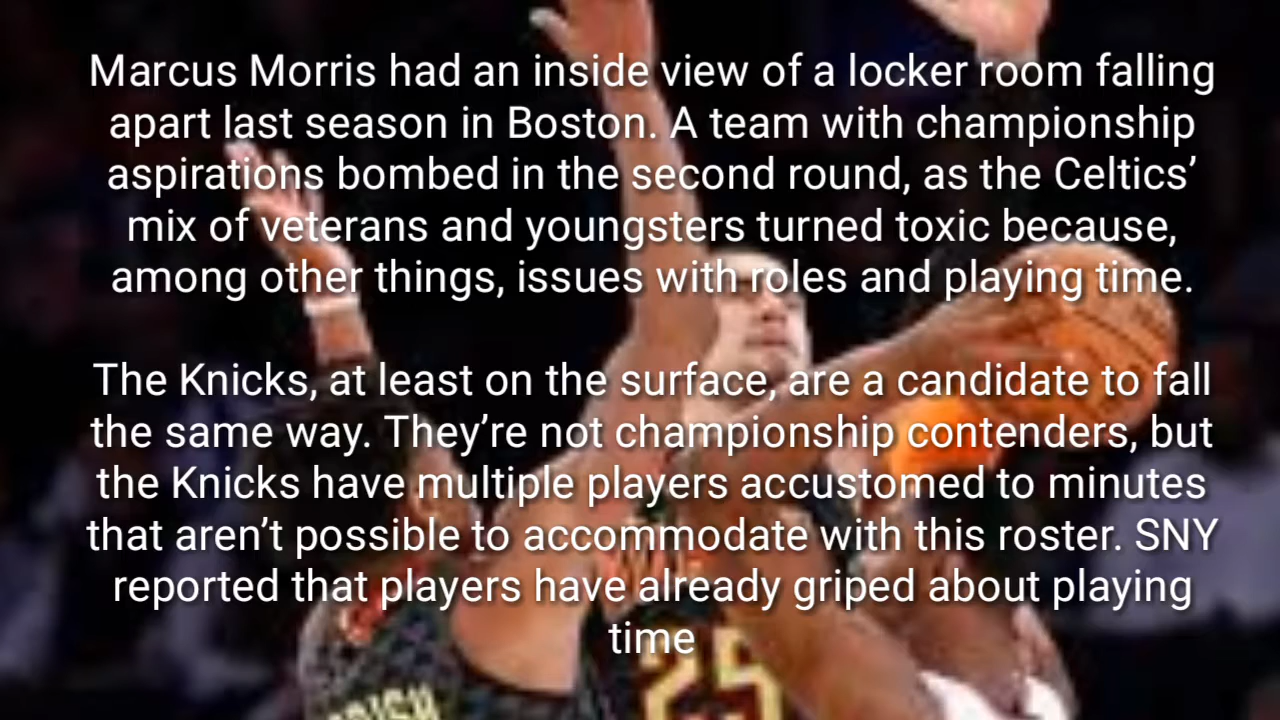 Marcus Morris had an inside view of a locker room falling
apart last season in Boston. A team with championship
aspirations bombed in the second round, as the Celtics’
mix of veterans and youngsters turned toxic because,
among other things, issues with roles and playing time.
The Knicks, at least on the surface, are a candidate to fall
the same way. They’re not championship contenders, but
the Knicks have multiple players accustomed to minutes
that aren’t possible to accommodate with this roster. SNY
reported that players have already griped about playing
time
25